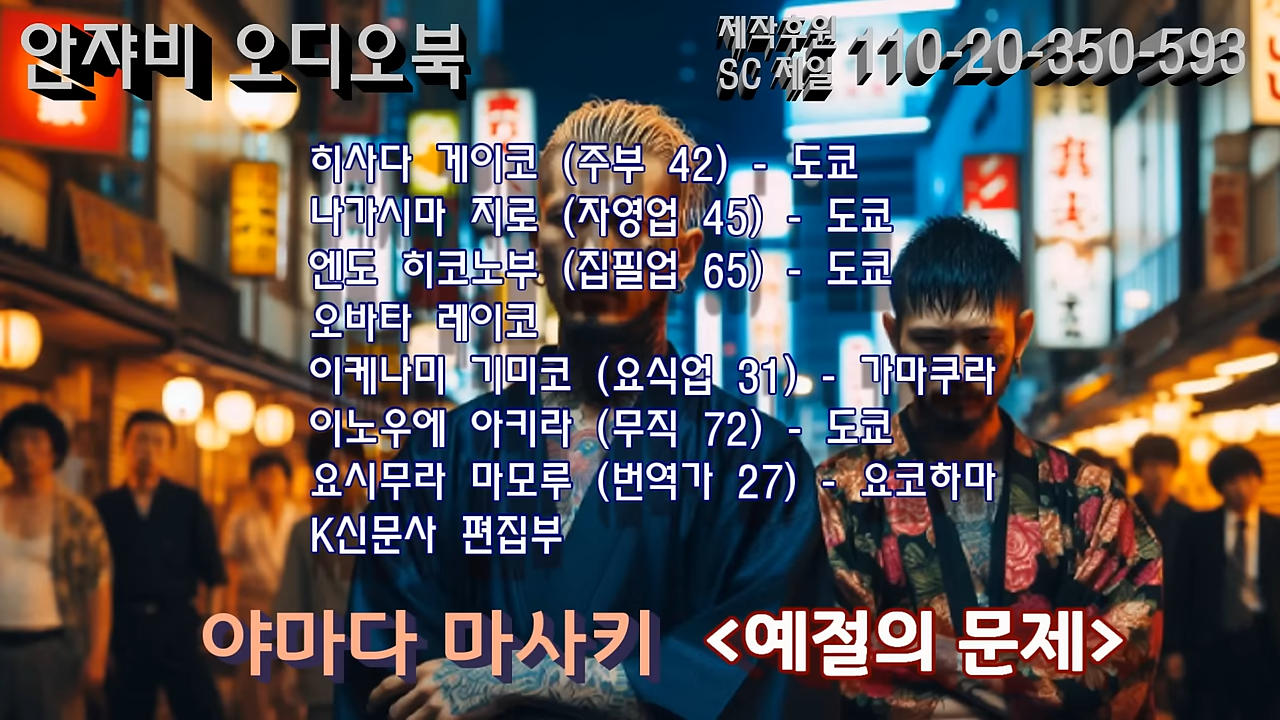 안쟈비 오디오북
제작후원
SC 제일 110-20-350-593
히사다 게이코 (주부 42) - 도쿄
나가시마 지로 (자영업 45) - 도쿄
엔도 히코노부 (집필업 65) - 도쿄
오바타 레이코
이케나미 기미코 (요식업 31) - 가마쿠라
이노우에 아키라 (무직 72) - 도쿄
요시무라 마모루 (번역가 27) - 요코하마
K신문사 편집부
야마다 마사키 <예절의 문제>